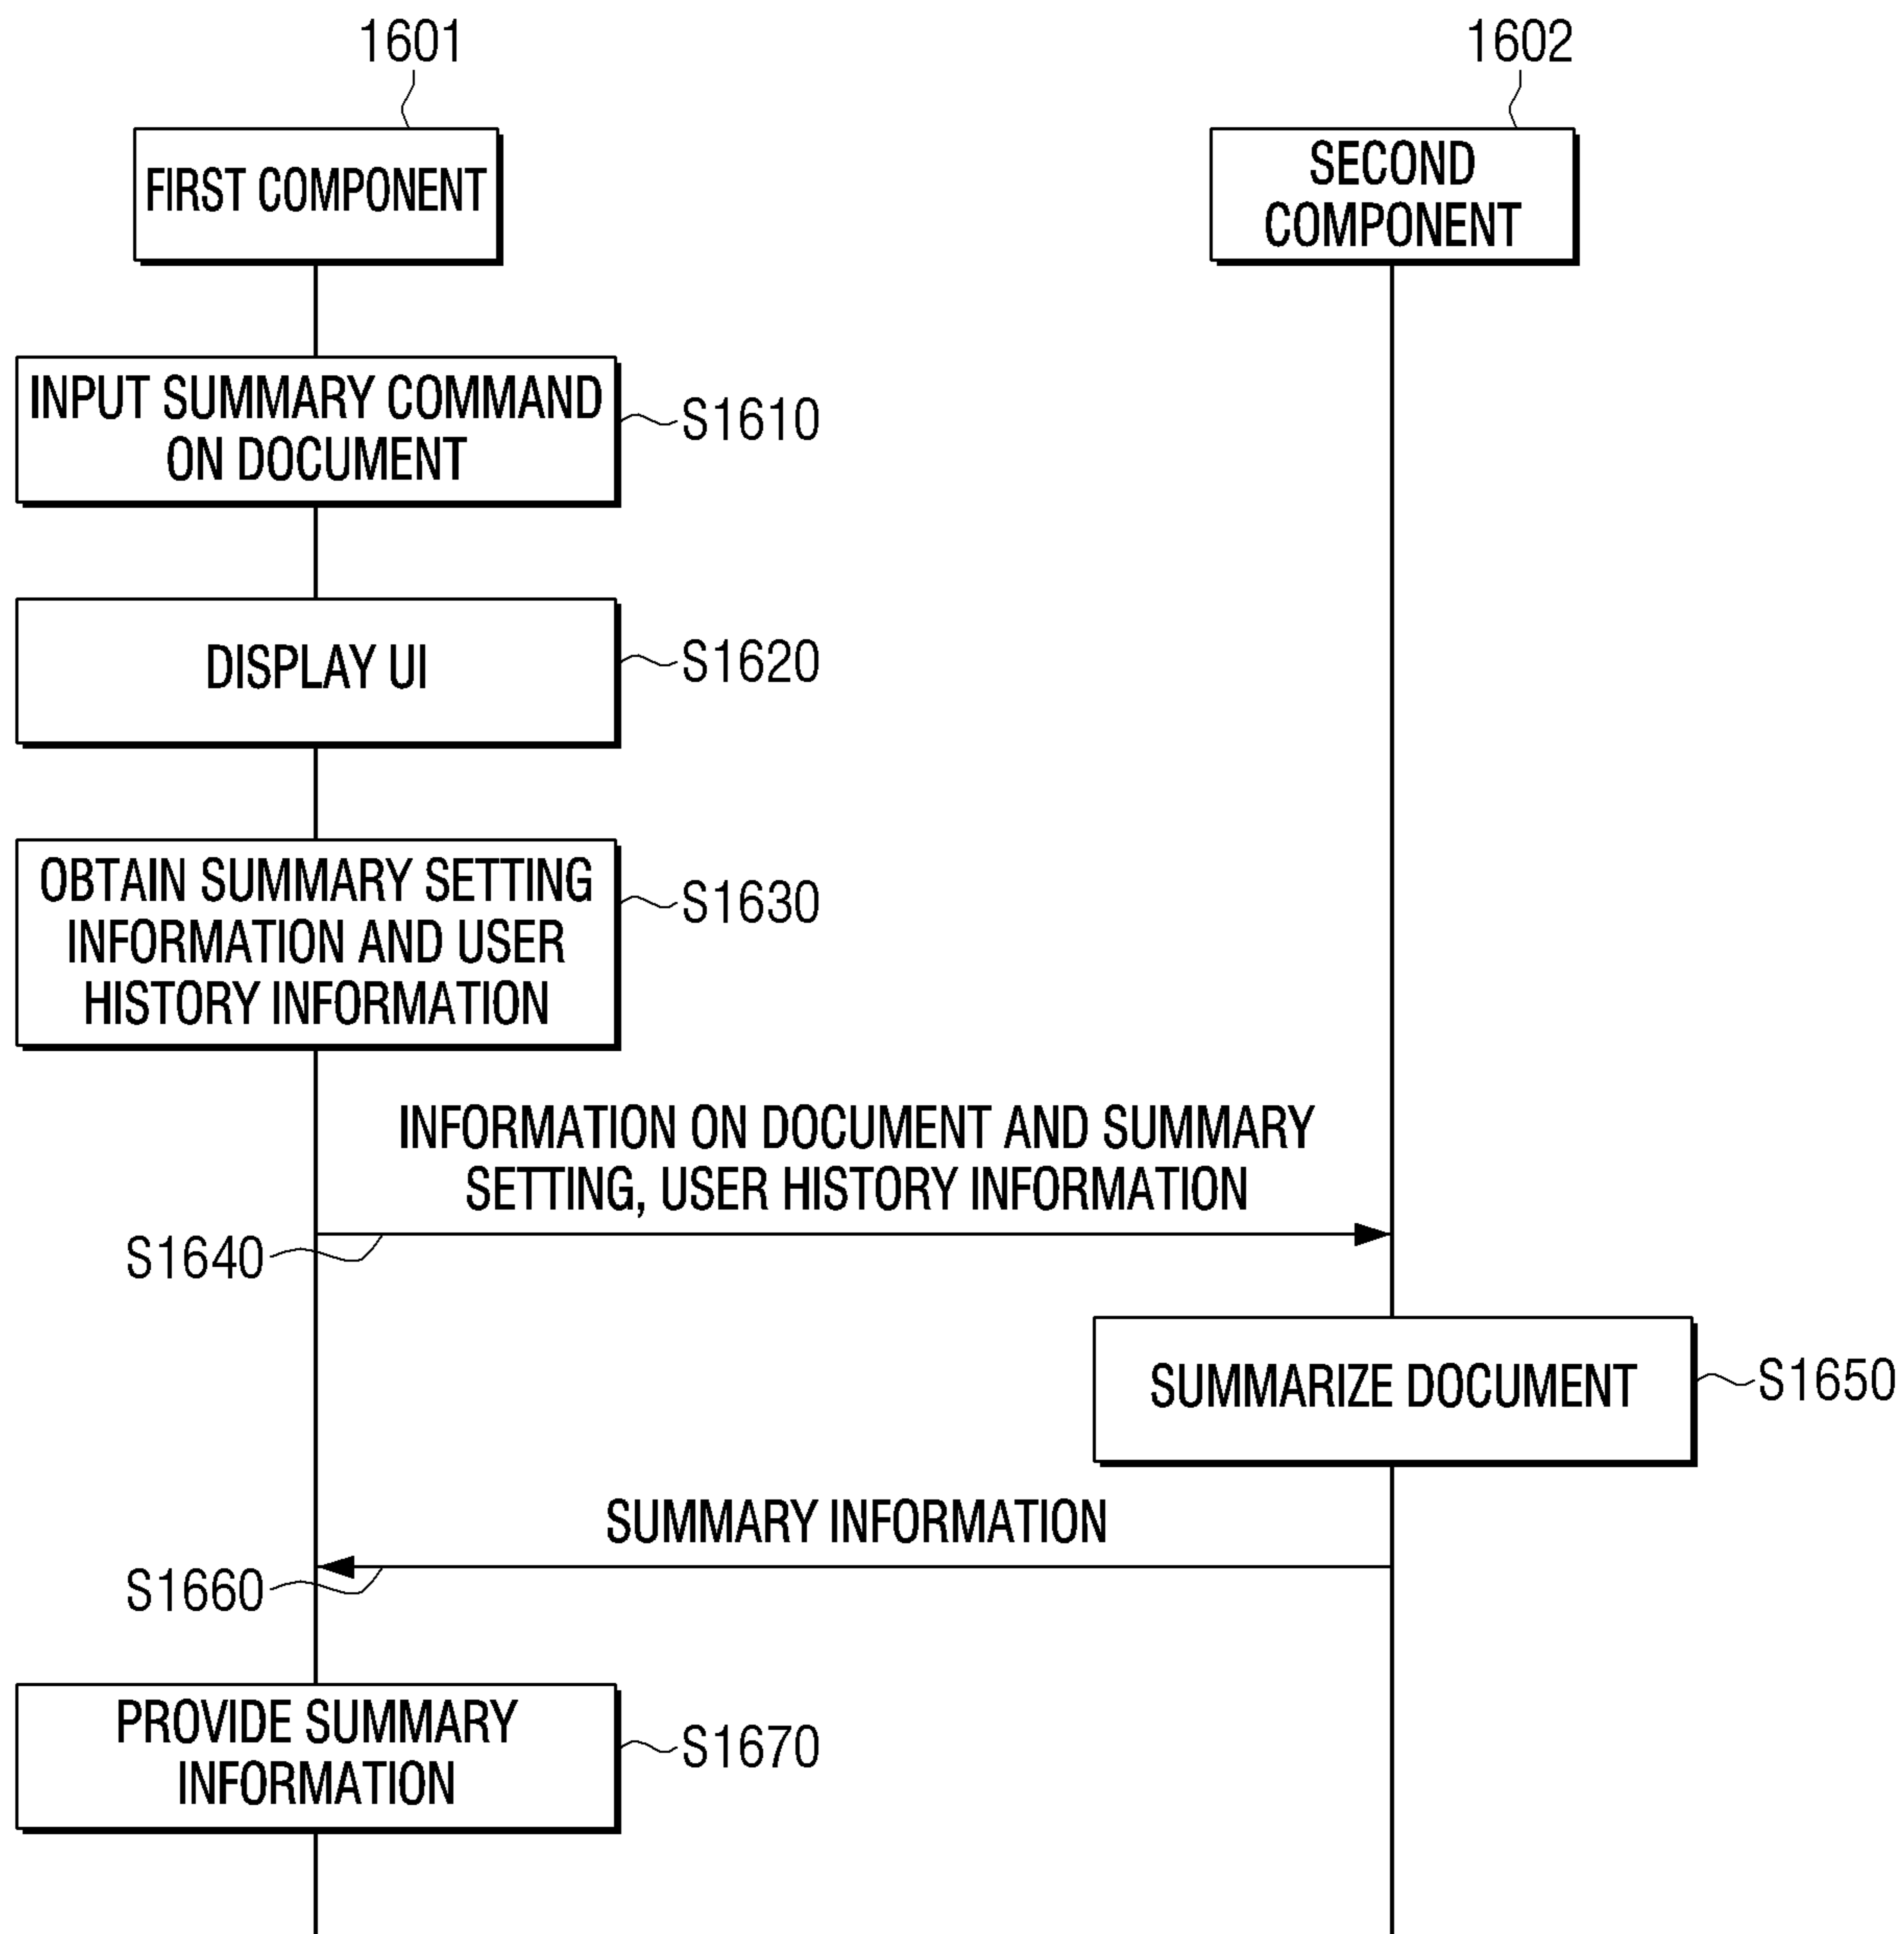 1601
1602
FIRST COMPONENT
SECOND
COMPONENT
INPUT SUMMARY COMMAND
ON DOCUMENT
S1610
DISPLAY UI
S1620
OBTAIN SUMMARY SETTING
INFORMATION AND USER
HISTORY INFORMATION
S1630
INFORMATION ON DOCUMENT AND SUMMARY
SETTING, USER HISTORY INFORMATION
S1640
SUMMARIZE DOCUMENT
S1650
SUMMARY INFORMATION
S1660
PROVIDE SUMMARY
INFORMATION
S1670